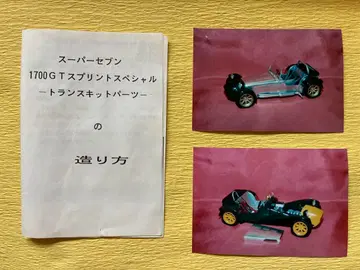 スーパーセブン
1700GTスプリントスペシャル
ートランスキットパーツー
の
造り方